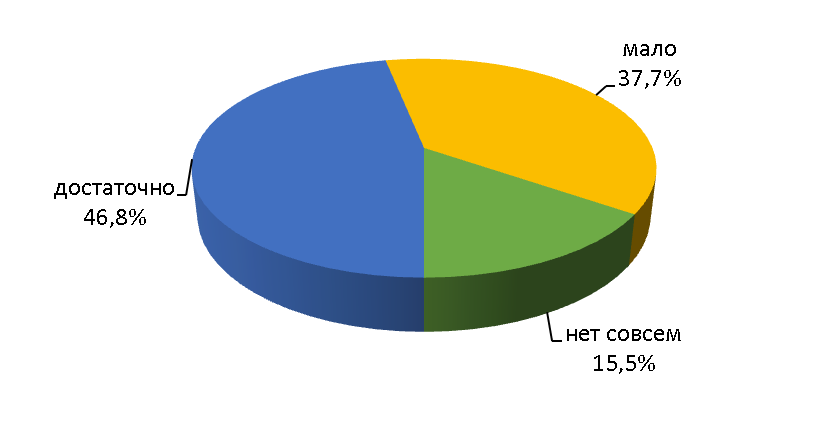 мало
37,7%
достаточно
46,8%
нет совсем
15,5%